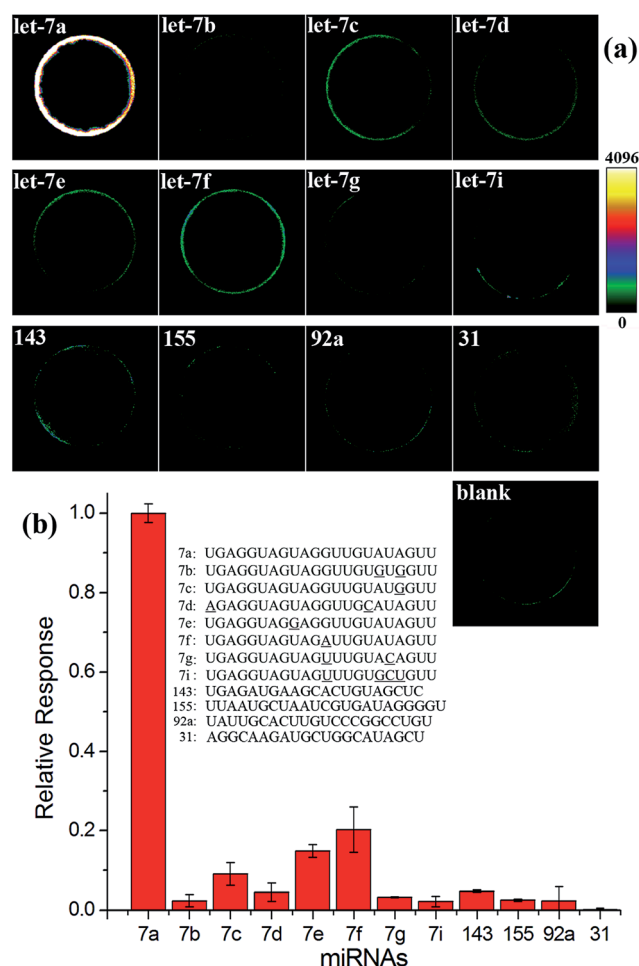 let-7a let-7b let-7c let-7d
(a)
4096
let-7e let-7f let-7g let-7i
0
143 155 92a 31
blank
(b)
1.0
0.8
0.6
0.4
0.2
0.0
Relative Response
7a: UGAGGUAGUAGGUUGUAUAGUU
7b: UGAGGUAGUAGGUUGUGUGGUU
7c: UGAGGUAGUAGGUUGUAUGGUU
7d: AGAGGUAGUAGGUUGCAUAGUU
7e: UGAGGUAGGAGGUUGUAUAGUU
7f: UGAGGUAGUAGAUUGUAUAGUU
7g: UGAGGUAGUAGUUUGUACAGUU
7i: UGAGGUAGUAGUUUGUGCUGUU
143: UGAGAUGAAGCACUGUAGCUC
155: UUAAUGCUAAUCGUGAUAGGGGU
92a: UAUUGCACUUGUCCCGGCCUGU
31: AGGCAAGAUGCUGGCAUAGCU
7a 7b 7c 7d 7e 7f 7g 7i 143 155 92a 31
miRNAs